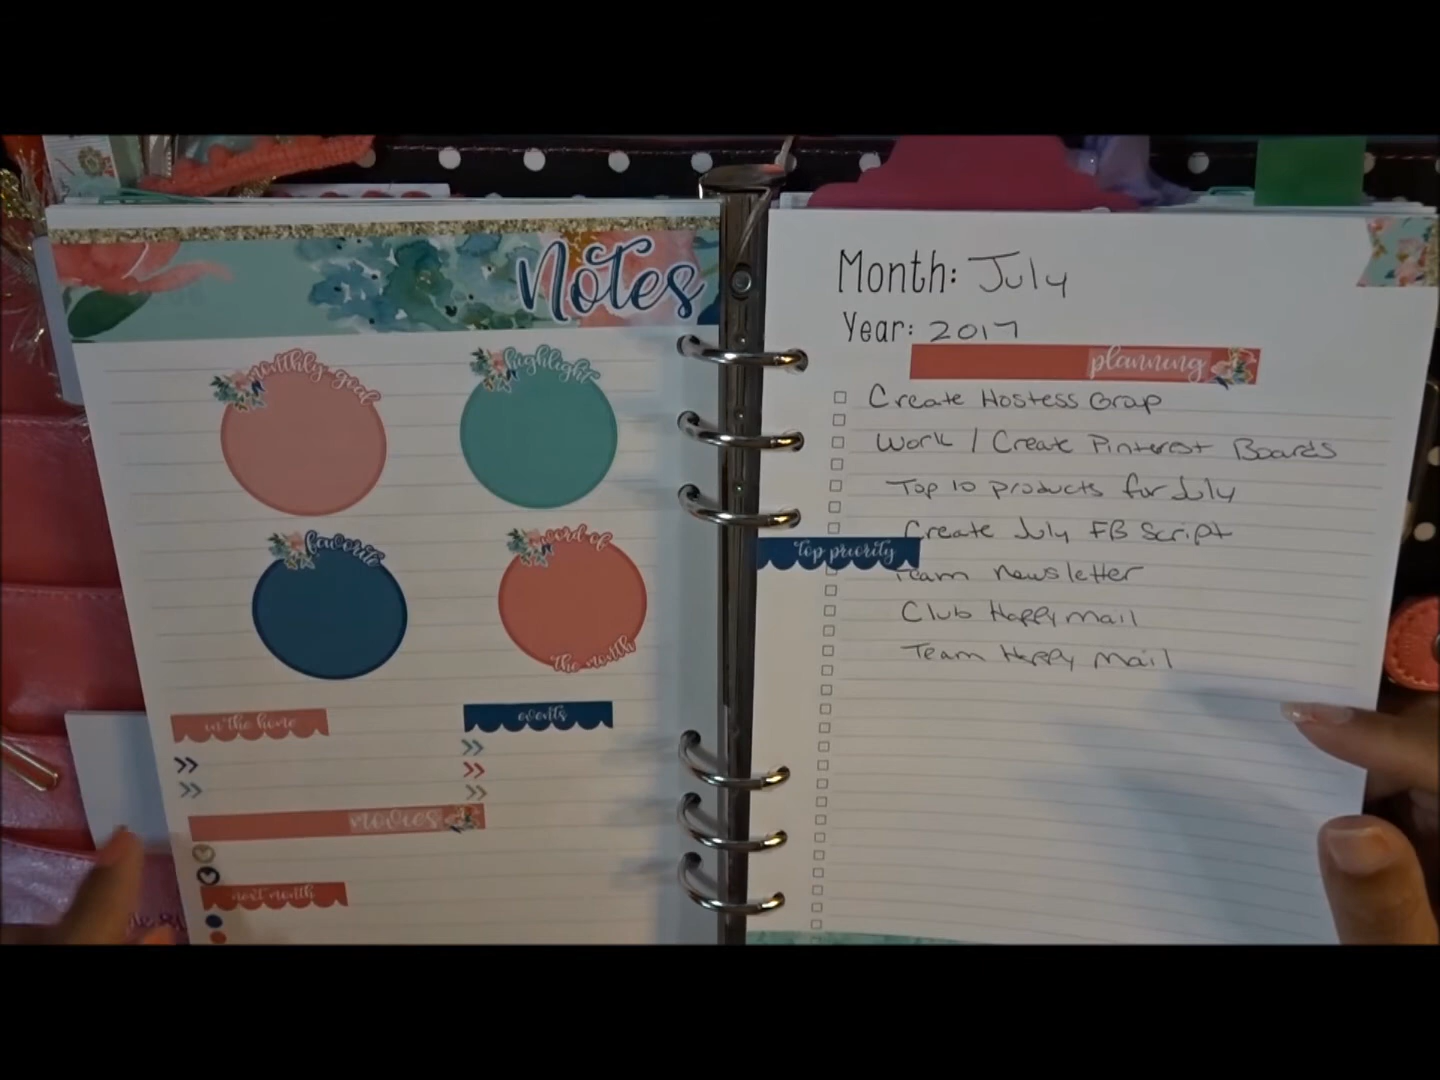 Notes
monthly goal
highlight
favorite
word of
the month
in the home
events
movies
next month
Month: July
Year: 2017
planning
Create Hostess Grap
Work / Create Pinterest Boards
Top 10 products for July
Create July FB Script
top priority
Team Newsletter
Club Happy mail
Team Happy Mail